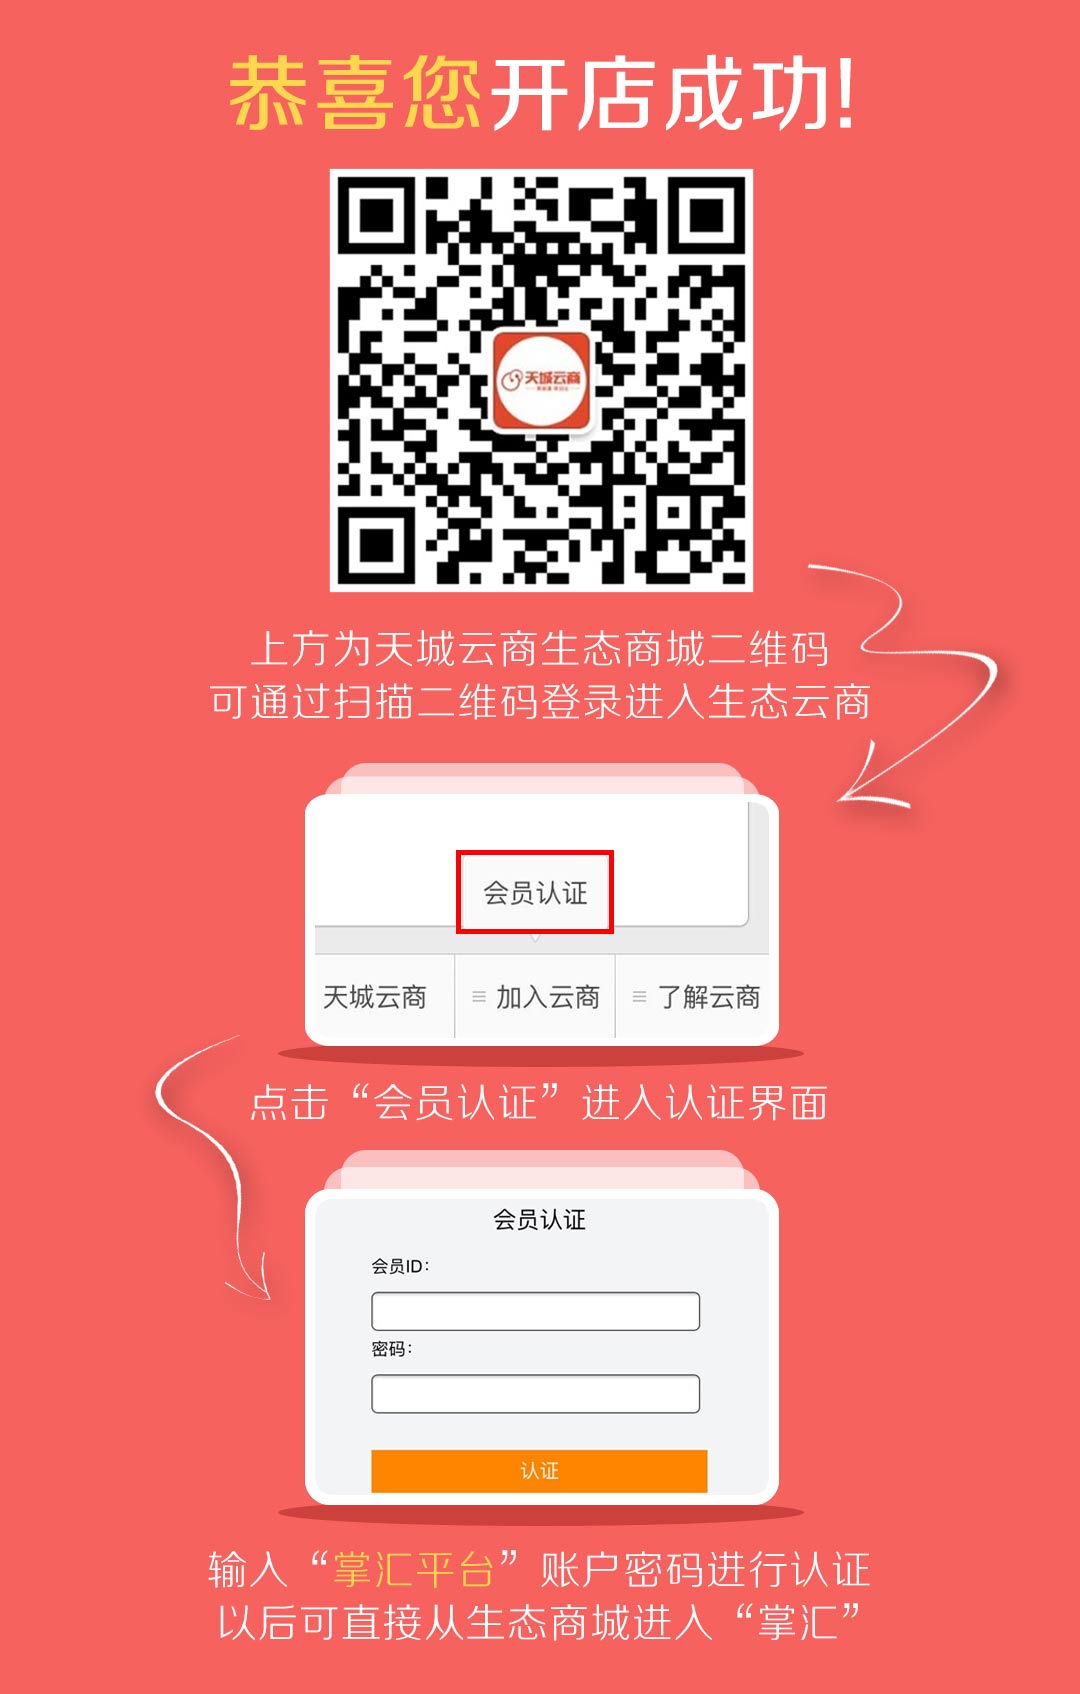 恭喜您开店成功!
天城云商
上方为天城云商生态商城二维码
可通过扫描二维码登录进入生态云商
会员认证
天城云商
加入云商
了解云商
点击“会员认证”进入认证界面
会员认证
会员ID：
密码：
认证
输入“掌汇平台”账户密码进行认证
以后可直接从生态商城进入“掌汇”